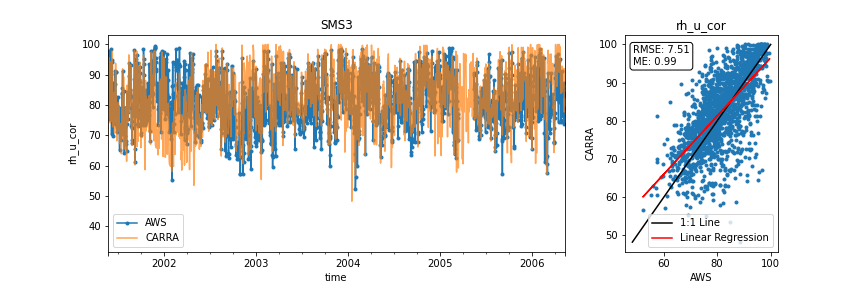 SMS3
rh_u_cor
100
90
80
70
60
50
40
AWS
CARRA
2002
2003
2004
2005
2006
time
rh_u_cor
CARRA
100
90
80
70
60
50
RMSE: 7.51
ME: 0.99
1:1 Line
Linear Regression
60
80
100
AWS